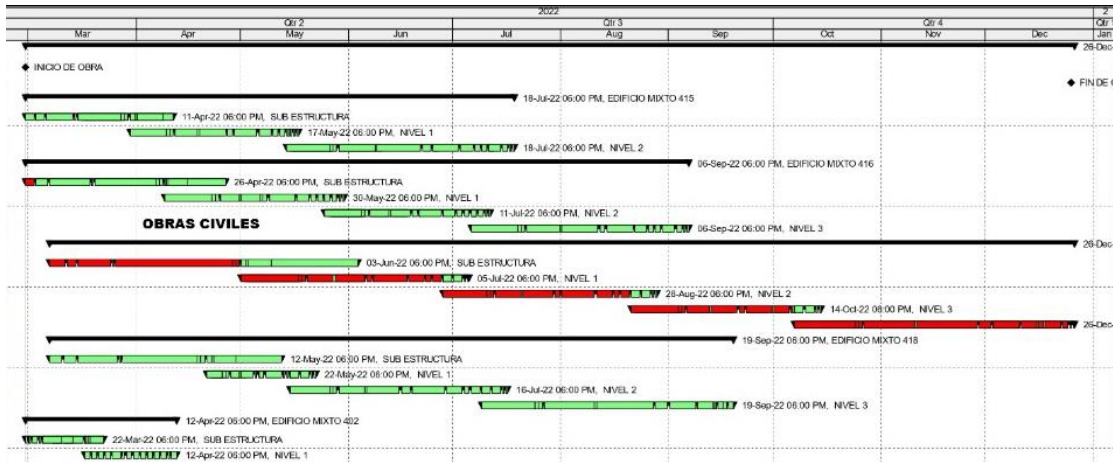 2022 2
Qtr 2 Qtr 3 Qtr 4 Qtr 1
Mar Apr May Jun Jul Aug Sep Oct Nov Dec Jan
26-Dec-
INICIO DE OBRA
FIN DE
18-Jul-22 06:00 PM, EDIFICIO MIXTO 415
11-Apr-22 06:00 PM, SUB ESTRUCTURA
17-May-22 06:00 PM, NIVEL 1
18-Jul-22 06:00 PM, NIVEL 2
06-Sep-22 06:00 PM, EDIFICIO MIXTO 416
26-Apr-22 06:00 PM, SUB ESTRUCTURA
30-May-22 06:00 PM, NIVEL 1
11-Jul-22 06:00 PM, NIVEL 2
OBRAS CIVILES
06-Sep-22 06:00 PM, NIVEL 3
26-Dec-
03-Jun-22 06:00 PM, SUB ESTRUCTURA
05-Jul-22 06:00 PM, NIVEL 1
28-Aug-22 06:00 PM, NIVEL 2
14-Oct-22 06:00 PM, NIVEL 3
26-Dec-
19-Sep-22 06:00 PM, EDIFICIO MIXTO 418
12-May-22 06:00 PM, SUB ESTRUCTURA
22-May-22 06:00 PM, NIVEL 1
16-Jul-22 06:00 PM, NIVEL 2
19-Sep-22 06:00 PM, NIVEL 3
12-Apr-22 06:00 PM, EDIFICIO MIXTO 402
22-Mar-22 06:00 PM, SUB ESTRUCTURA
12-Apr-22 06:00 PM, NIVEL 1